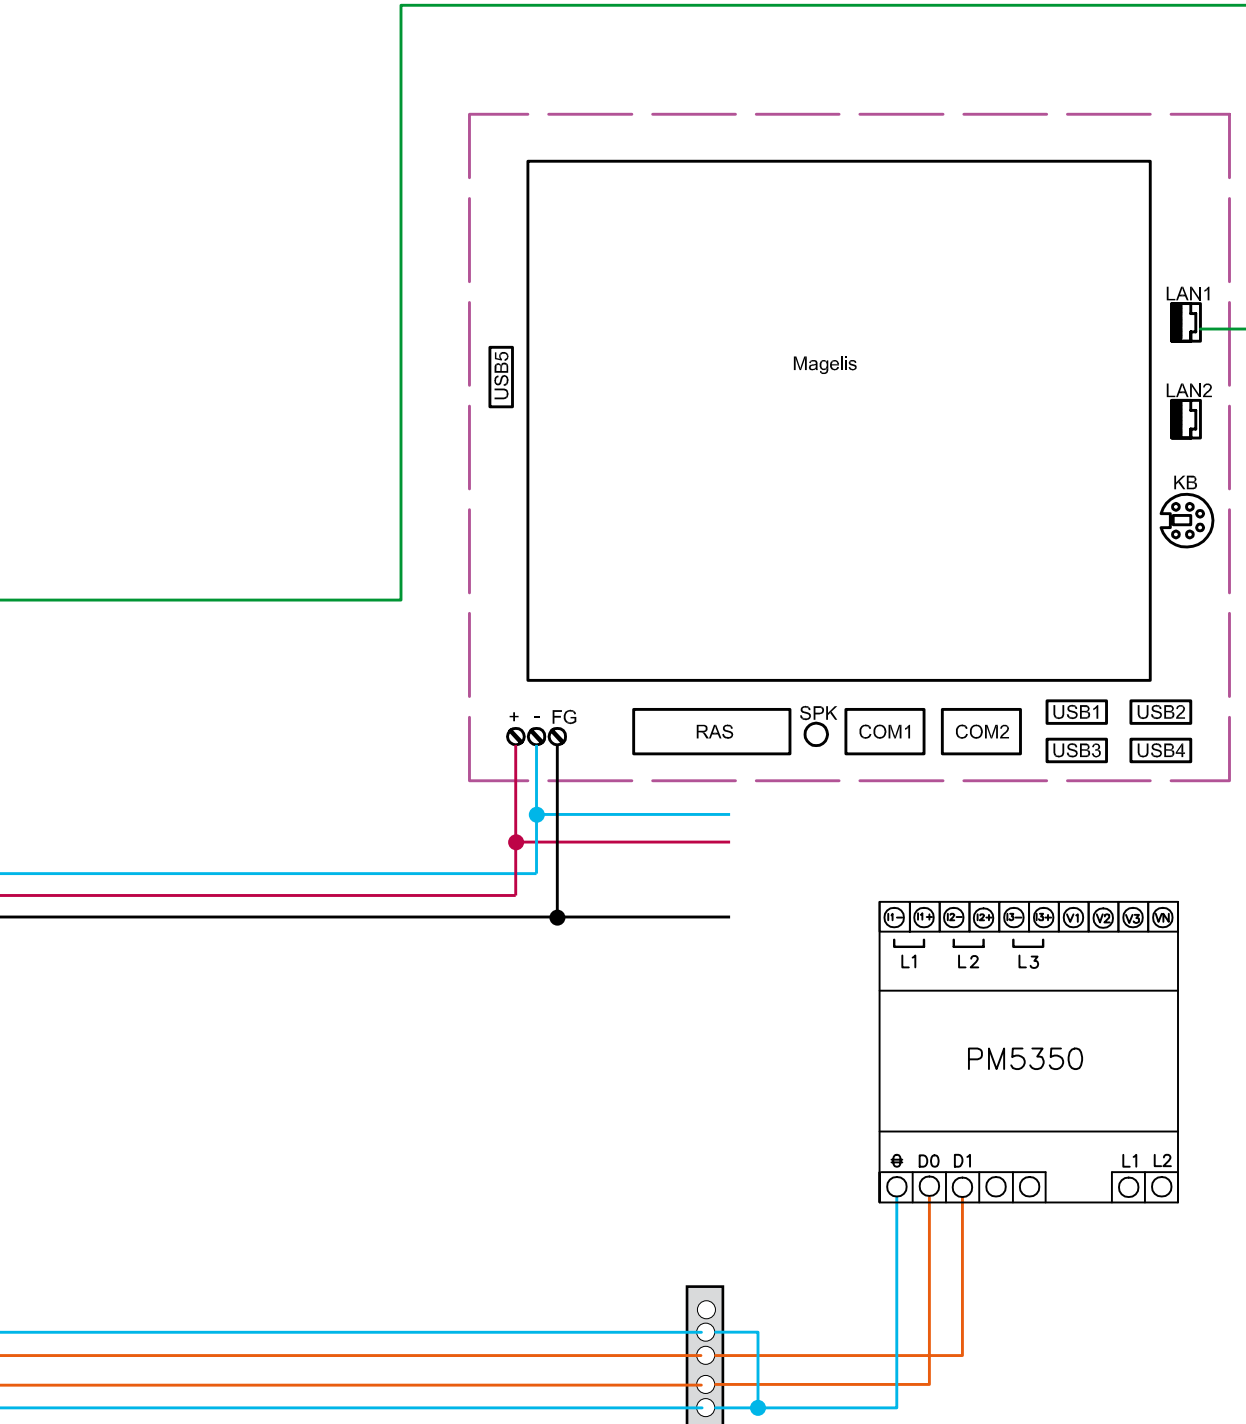 LAN1
Magelis
USB5
LAN2
KB
+ - FG
RAS
SPK
COM1
COM2
USB1
USB2
USB3
USB4
I1- I1+ I2- I2+ I3- I3+ V1 V2 V3 VN
L1 L2 L3
PM5350
D0 D1
L1 L2